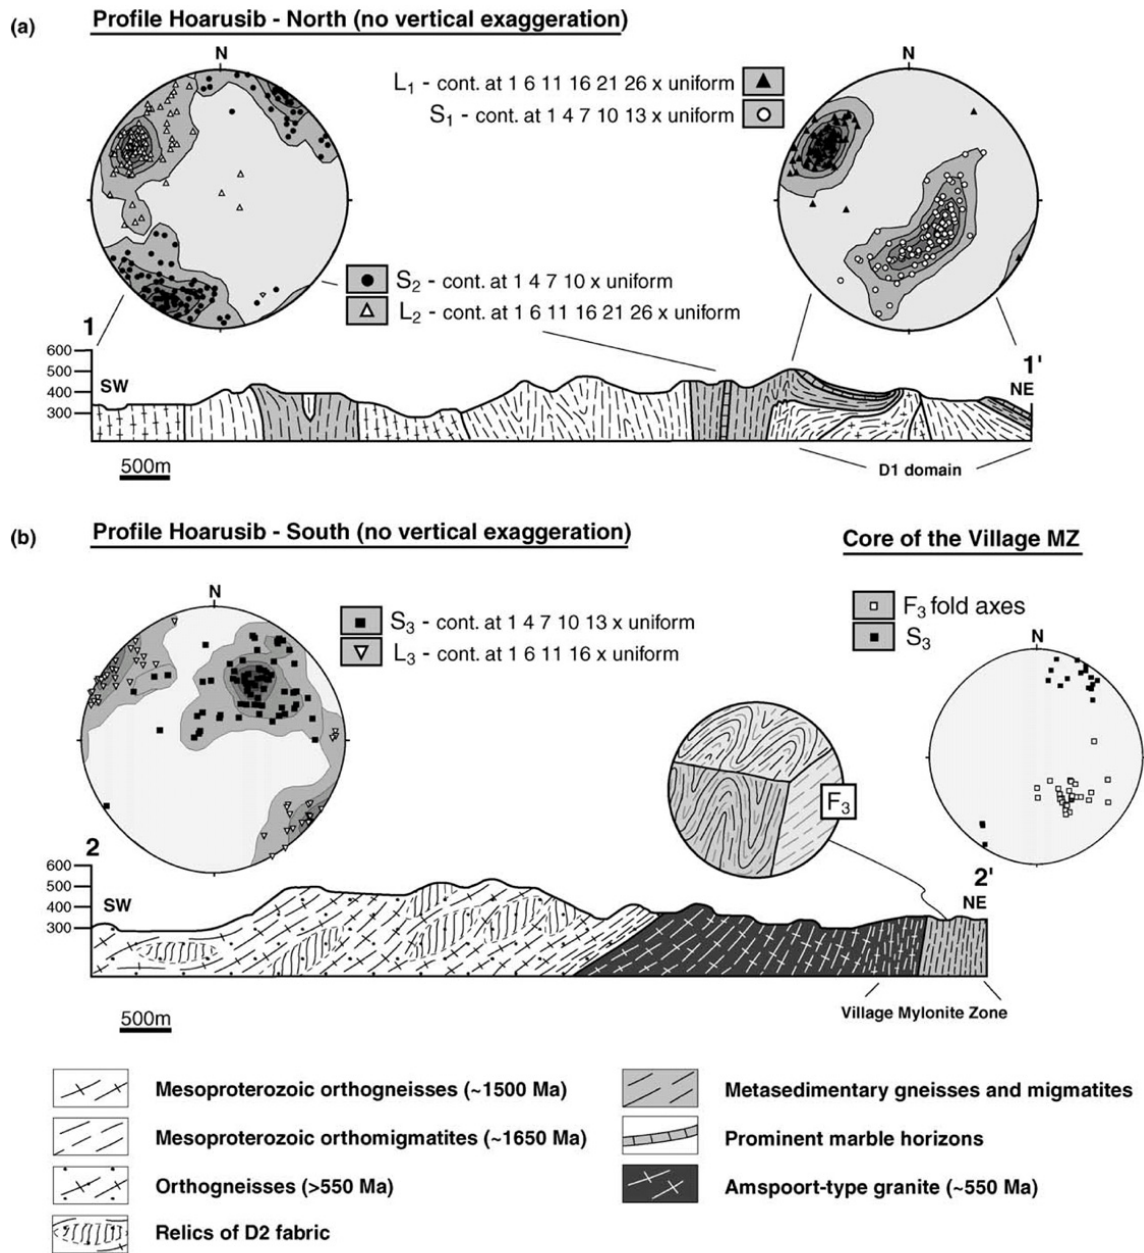 (a)
Profile Hoarusib - North (no vertical exaggeration)
N
L1 - cont. at 1 6 11 16 21 26 x uniform
S1 - cont. at 1 4 7 10 13 x uniform
N
S2 - cont. at 1 4 7 10 x uniform
L2 - cont. at 1 6 11 16 21 26 x uniform
1
1'
600
500
400
300
SW
NE
500m
D1 domain
(b)
Profile Hoarusib - South (no vertical exaggeration)
Core of the Village MZ
N
S3 - cont. at 1 4 7 10 13 x uniform
L3 - cont. at 1 6 11 16 x uniform
F3 fold axes
S3
N
F3
2
2'
600
500
400
300
SW
NE
500m
Village Mylonite Zone
Mesoproterozoic orthogneisses (~1500 Ma)
Mesoproterozoic orthomigmatites (~1650 Ma)
Orthogneisses (>550 Ma)
Relics of D2 fabric
Metasedimentary gneisses and migmatites
Prominent marble horizons
Amspoort-type granite (~550 Ma)